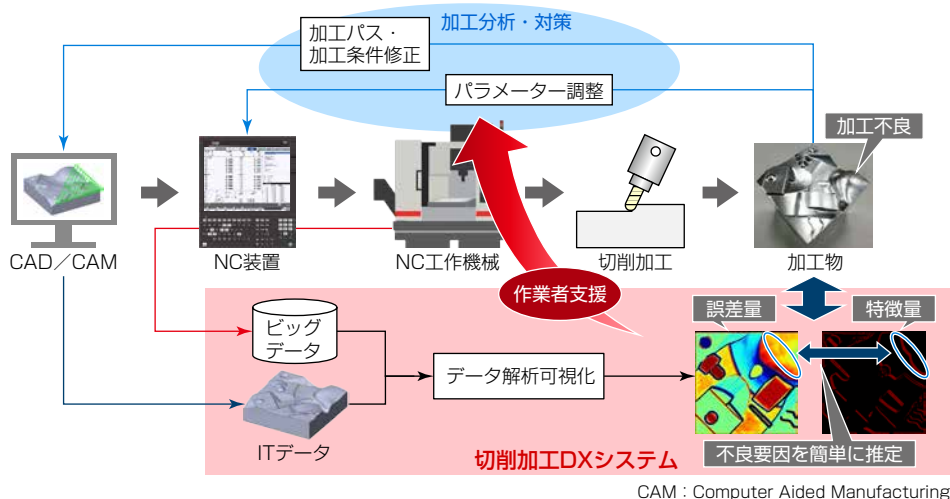 加工分析・対策
加工パス・
加工条件修正
パラメーター調整
加工不良
CAD／CAM
NC装置
NC工作機械
切削加工
加工物
作業者支援
誤差量
特徴量
ビッグ
データ
データ解析可視化
ITデータ
不良要因を簡単に推定
切削加工DXシステム
CAM：Computer Aided Manufacturing